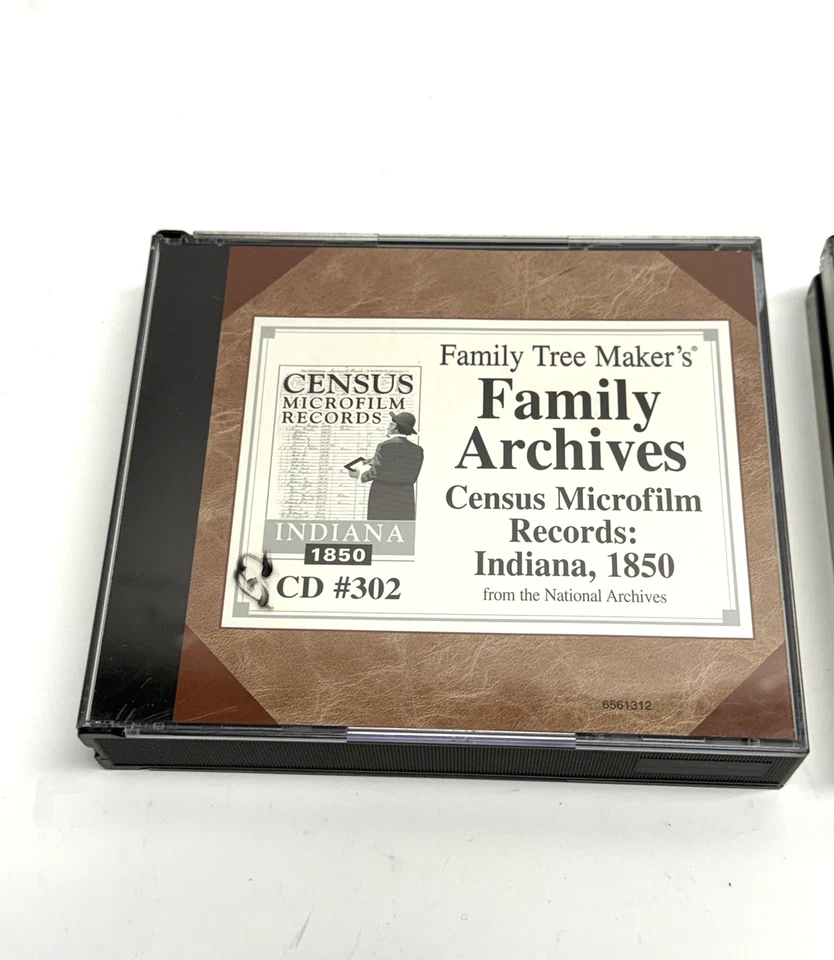 CENSUS
MICROFILM
RECORDS
INDIANA
1850
CD #302
Family Tree Maker's®
Family
Archives
Census Microfilm
Records:
Indiana, 1850
from the National Archives
6561312